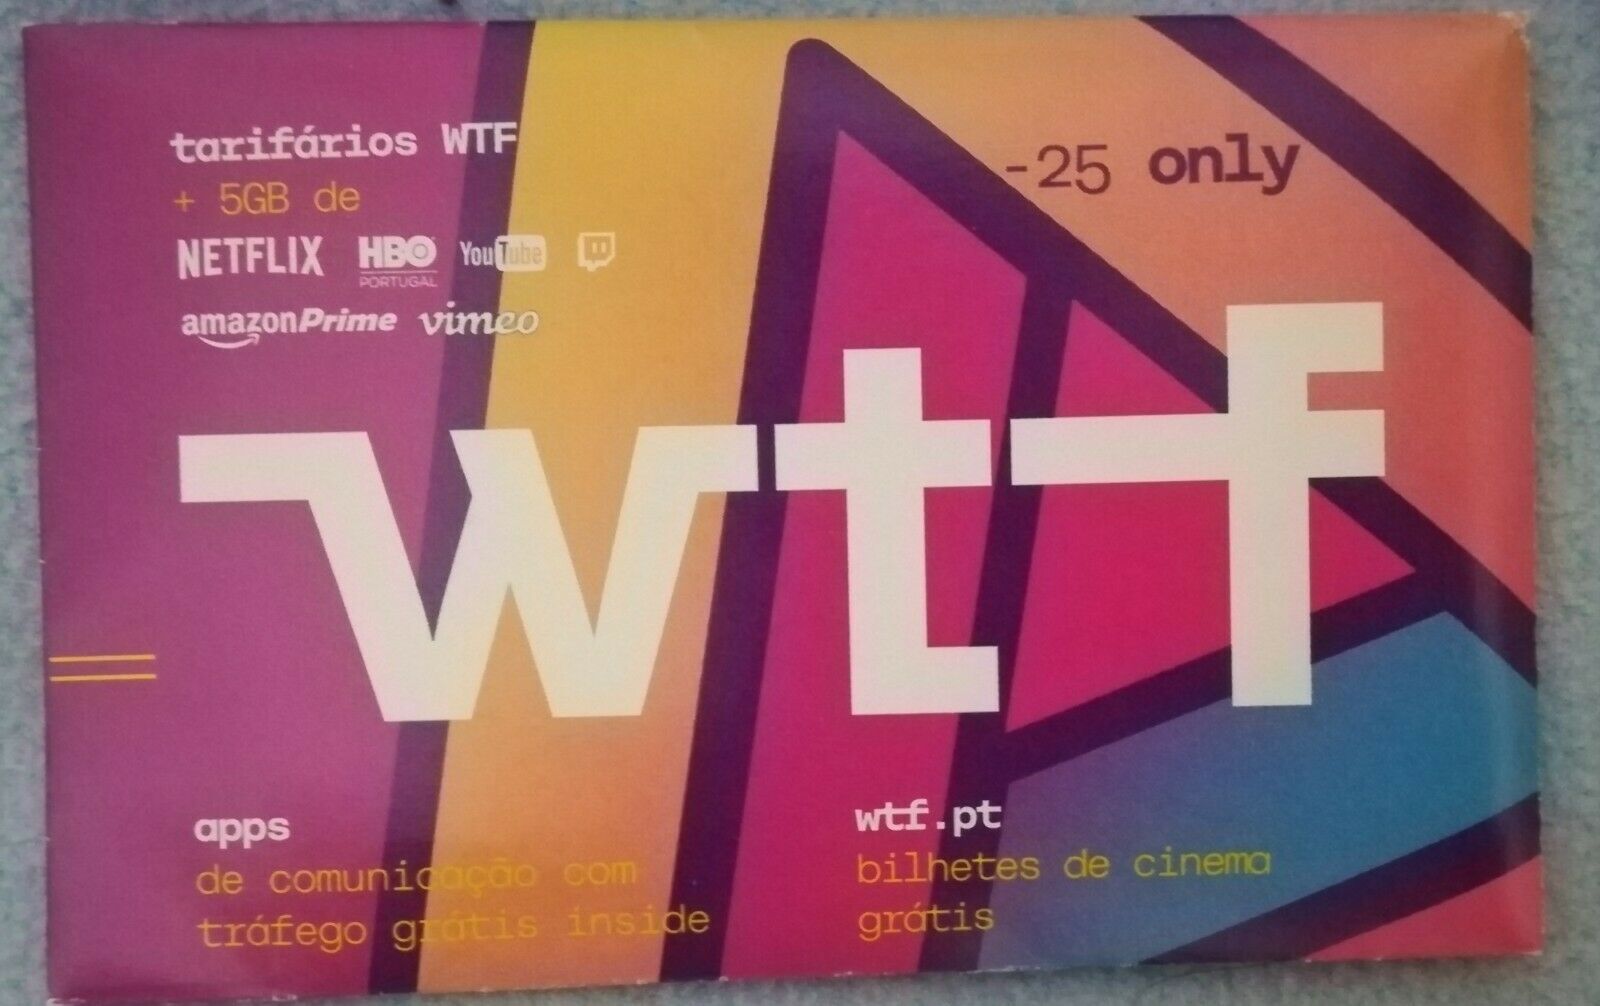 tarifários WTF
+ 5GB de
NETFLIX HBO YouTube
PORTUGAL
amazonPrime vimeo
-25 only
wtf
apps
de comunicação com
tráfego grátis inside
wtf.pt
bilhetes de cinema
grátis